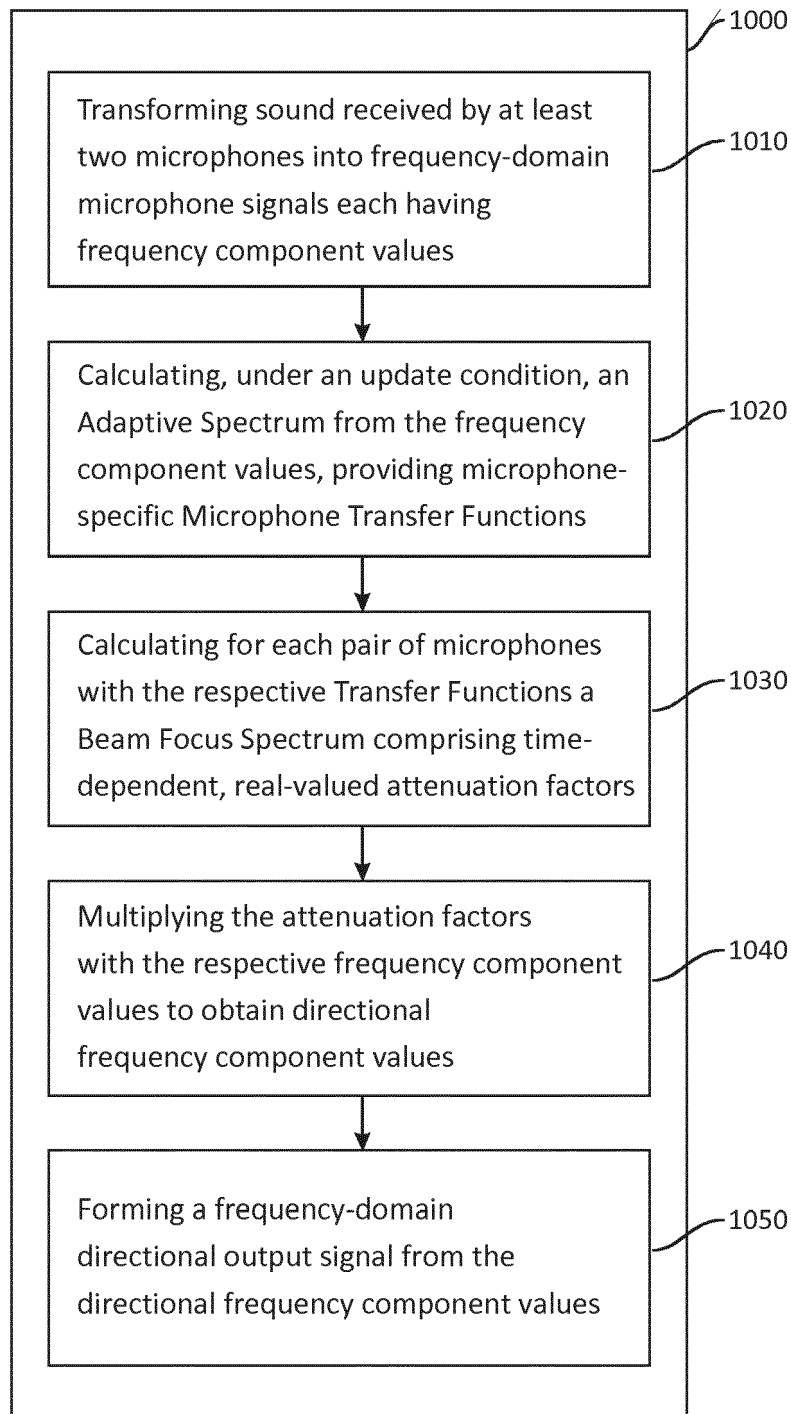 1000
Transforming sound received by at least
two microphones into frequency-domain
microphone signals each having
frequency component values
1010
Calculating, under an update condition, an
Adaptive Spectrum from the frequency
component values, providing microphone-
specific Microphone Transfer Functions
1020
Calculating for each pair of microphones
with the respective Transfer Functions a
Beam Focus Spectrum comprising time-
dependent, real-valued attenuation factors
1030
Multiplying the attenuation factors
with the respective frequency component
values to obtain directional
frequency component values
1040
Forming a frequency-domain
directional output signal from the
directional frequency component values
1050